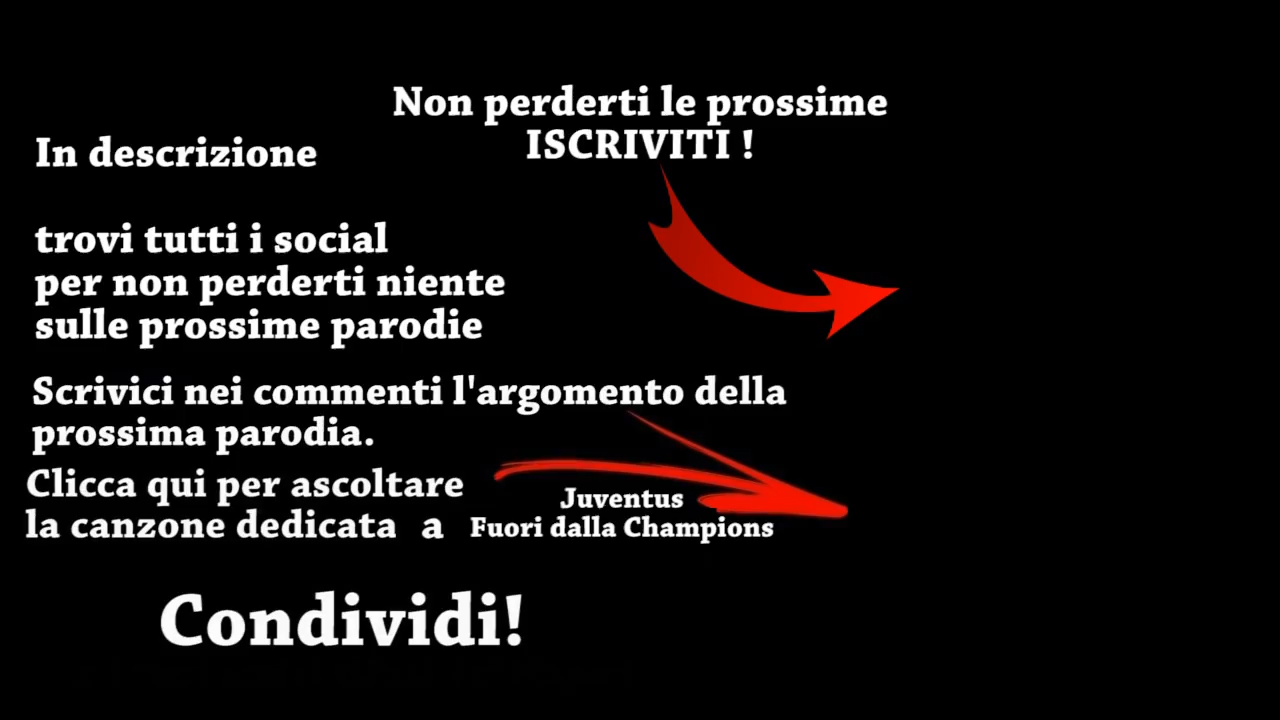 Non perderti le prossime
ISCRIVITI !
In descrizione
trovi tutti i social
per non perderti niente
sulle prossime parodie
Scrivici nei commenti l'argomento della
prossima parodia.
Clicca qui per ascoltare
la canzone dedicata a
Juventus
Fuori dalla Champions
Condividi!